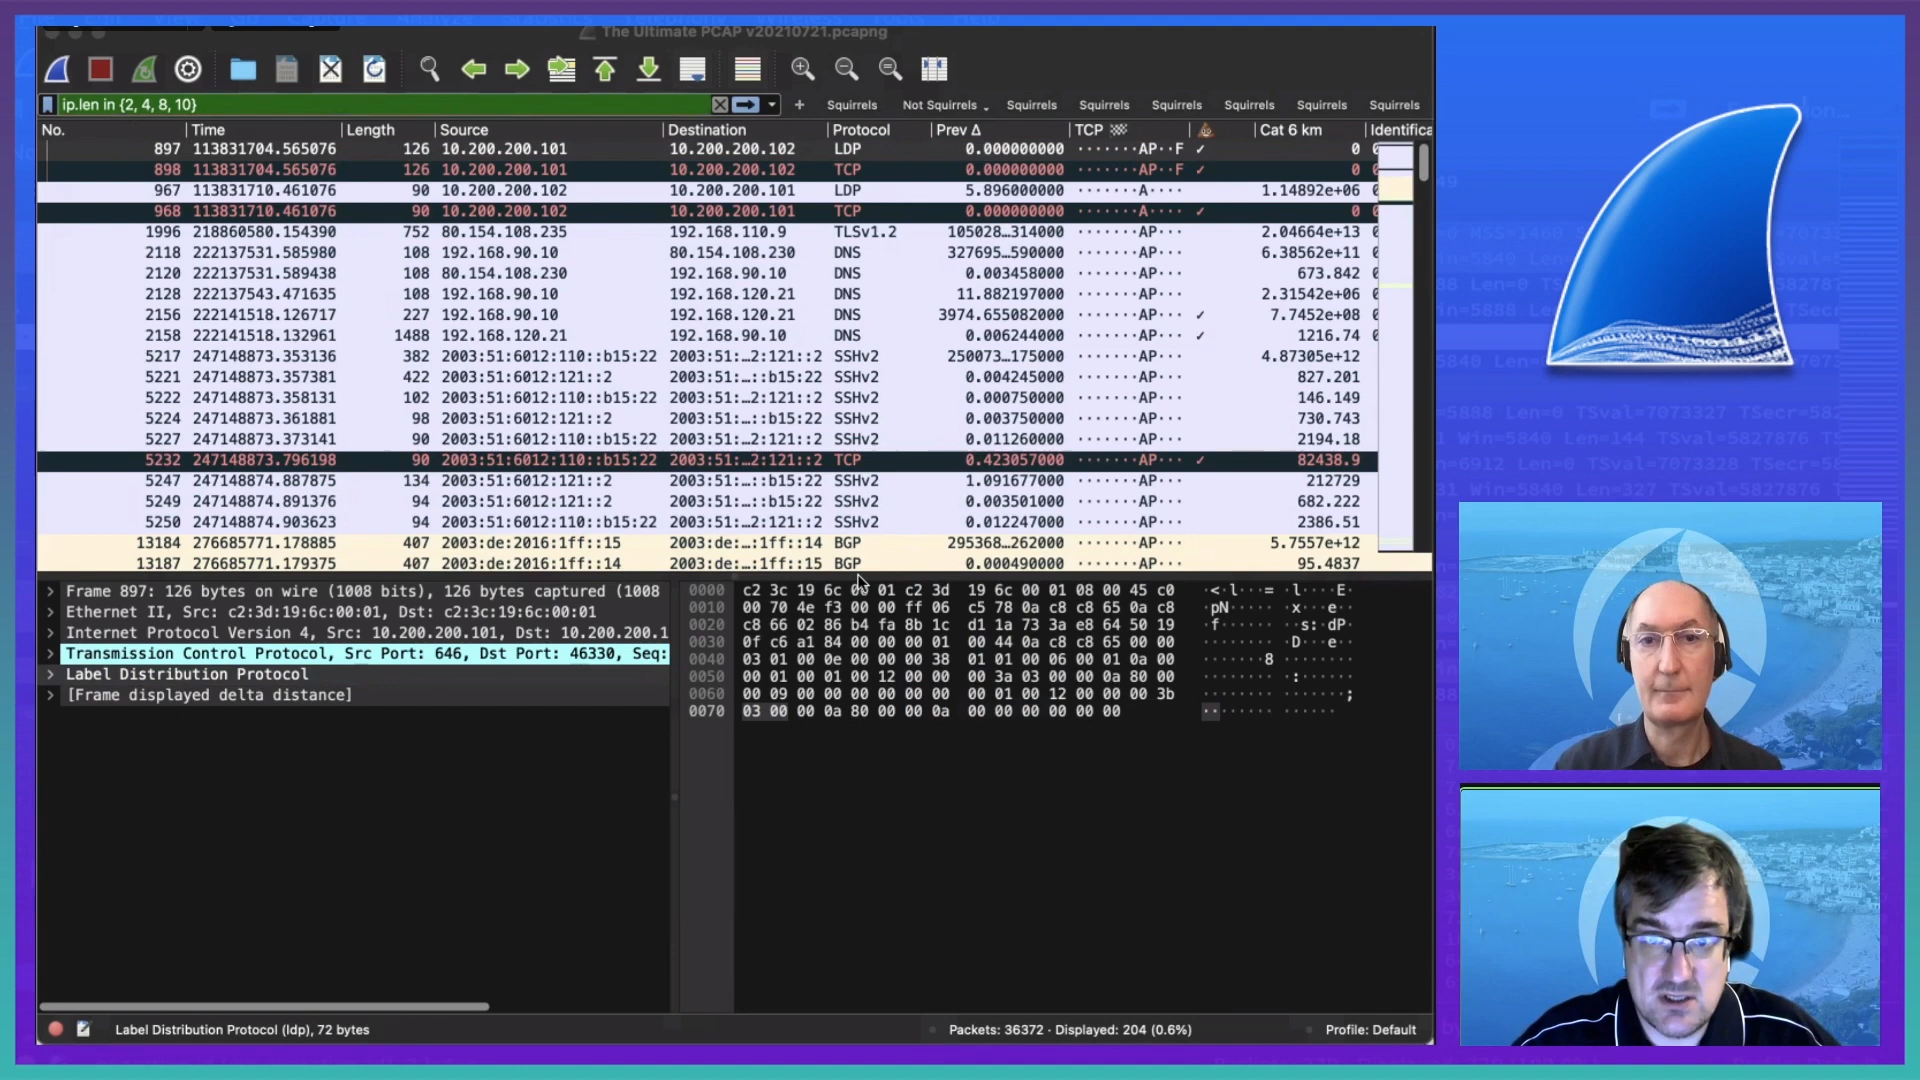 The Ultimate PCAP v20210721.pcapng
ip.len in {2, 4, 8, 10}
+ Squirrels Not Squirrels Squirrels Squirrels Squirrels Squirrels Squirrels Squirrels
No. Time Length Source Destination Protocol Prev Δ TCP Cat 6 km Identifica
897 113831704.565076 126 10.200.200.101 10.200.200.102 LDP 0.000000000 ·······AP··F ✓ 0
898 113831704.565076 126 10.200.200.101 10.200.200.102 TCP 0.000000000 ·······AP··F ✓ 0
967 113831710.461076 90 10.200.200.102 10.200.200.101 LDP 5.896000000 ·······A···· 1.14892e+06
968 113831710.461076 90 10.200.200.102 10.200.200.101 TCP 0.000000000 ·······A···· ✓ 0
1996 218860580.154390 752 80.154.108.235 192.168.110.9 TLSv1.2 105028…314000 ·······AP··· 2.04664e+13
2118 222137531.585980 108 192.168.90.10 80.154.108.230 DNS 327695…590000 ·······AP··· 6.38562e+11
2120 222137531.589438 108 80.154.108.230 192.168.90.10 DNS 0.003458000 ·······AP··· 673.842
2128 222137543.471635 108 192.168.90.10 192.168.120.21 DNS 11.882197000 ·······AP··· 2.31542e+06
2156 222141518.126717 227 192.168.90.10 192.168.120.21 DNS 3974.655082000 ·······AP··· ✓ 7.7452e+08
2158 222141518.132961 1488 192.168.120.21 192.168.90.10 DNS 0.006244000 ·······AP··· ✓ 1216.74
5217 247148873.353136 382 2003:51:6012:110::b15:22 2003:51:…2:121::2 SSHv2 250073…175000 ·······AP··· 4.87305e+12
5221 247148873.357381 422 2003:51:6012:121::2 2003:51:…::b15:22 SSHv2 0.004245000 ·······AP··· 827.201
5222 247148873.358131 102 2003:51:6012:110::b15:22 2003:51:…2:121::2 SSHv2 0.000750000 ·······AP··· 146.149
5224 247148873.361881 98 2003:51:6012:121::2 2003:51:…::b15:22 SSHv2 0.003750000 ·······AP··· 730.743
5227 247148873.373141 90 2003:51:6012:110::b15:22 2003:51:…2:121::2 SSHv2 0.011260000 ·······AP··· 2194.18
5232 247148873.796198 90 2003:51:6012:110::b15:22 2003:51:…2:121::2 TCP 0.423057000 ·······AP··· ✓ 82438.9
5247 247148874.887875 134 2003:51:6012:121::2 2003:51:…::b15:22 SSHv2 1.091677000 ·······AP··· 212729
5249 247148874.891376 94 2003:51:6012:121::2 2003:51:…::b15:22 SSHv2 0.003501000 ·······AP··· 682.222
5250 247148874.903623 94 2003:51:6012:110::b15:22 2003:51:…2:121::2 SSHv2 0.012247000 ·······AP··· 2386.51
13184 276685771.178885 407 2003:de:2016:1ff::15 2003:de:…:1ff::14 BGP 295368…262000 ·······AP··· 5.7557e+12
13187 276685771.179375 407 2003:de:2016:1ff::14 2003:de:…:1ff::15 BGP 0.000490000 ·······AP··· 95.4837
Frame 897: 126 bytes on wire (1008 bits), 126 bytes captured (1008
Ethernet II, Src: c2:3d:19:6c:00:01, Dst: c2:3c:19:6c:00:01
Internet Protocol Version 4, Src: 10.200.200.101, Dst: 10.200.200.1
Transmission Control Protocol, Src Port: 646, Dst Port: 46330, Seq:
Label Distribution Protocol
[Frame displayed delta distance]
0000 c2 3c 19 6c 00 01 c2 3d 19 6c 00 01 08 00 45 c0 ·<·l···= ·l····E·
0010 00 70 4e f3 00 00 ff 06 c5 78 0a c8 c8 65 0a c8 ·pN····· ·x···e··
0020 c8 66 02 86 b4 fa 8b 1c d1 1a 73 3a e8 64 50 19 ·f······ ··s:·dP·
0030 0f c6 a1 84 00 00 00 01 00 44 0a c8 c8 65 00 00 ········ ·D···e··
0040 03 01 00 0e 00 00 00 38 01 01 00 06 00 01 0a 00 ·······8 ········
0050 00 01 00 01 00 12 00 00 00 3a 03 00 00 0a 80 00 ········ ·:······
0060 00 09 00 00 00 00 00 00 00 01 00 12 00 00 00 3b ········ ·······;
0070 03 00 00 0a 80 00 00 0a 00 00 00 00 00 00 ········ ······
Label Distribution Protocol (ldp), 72 bytes
Packets: 36372 · Displayed: 204 (0.6%)
Profile: Default